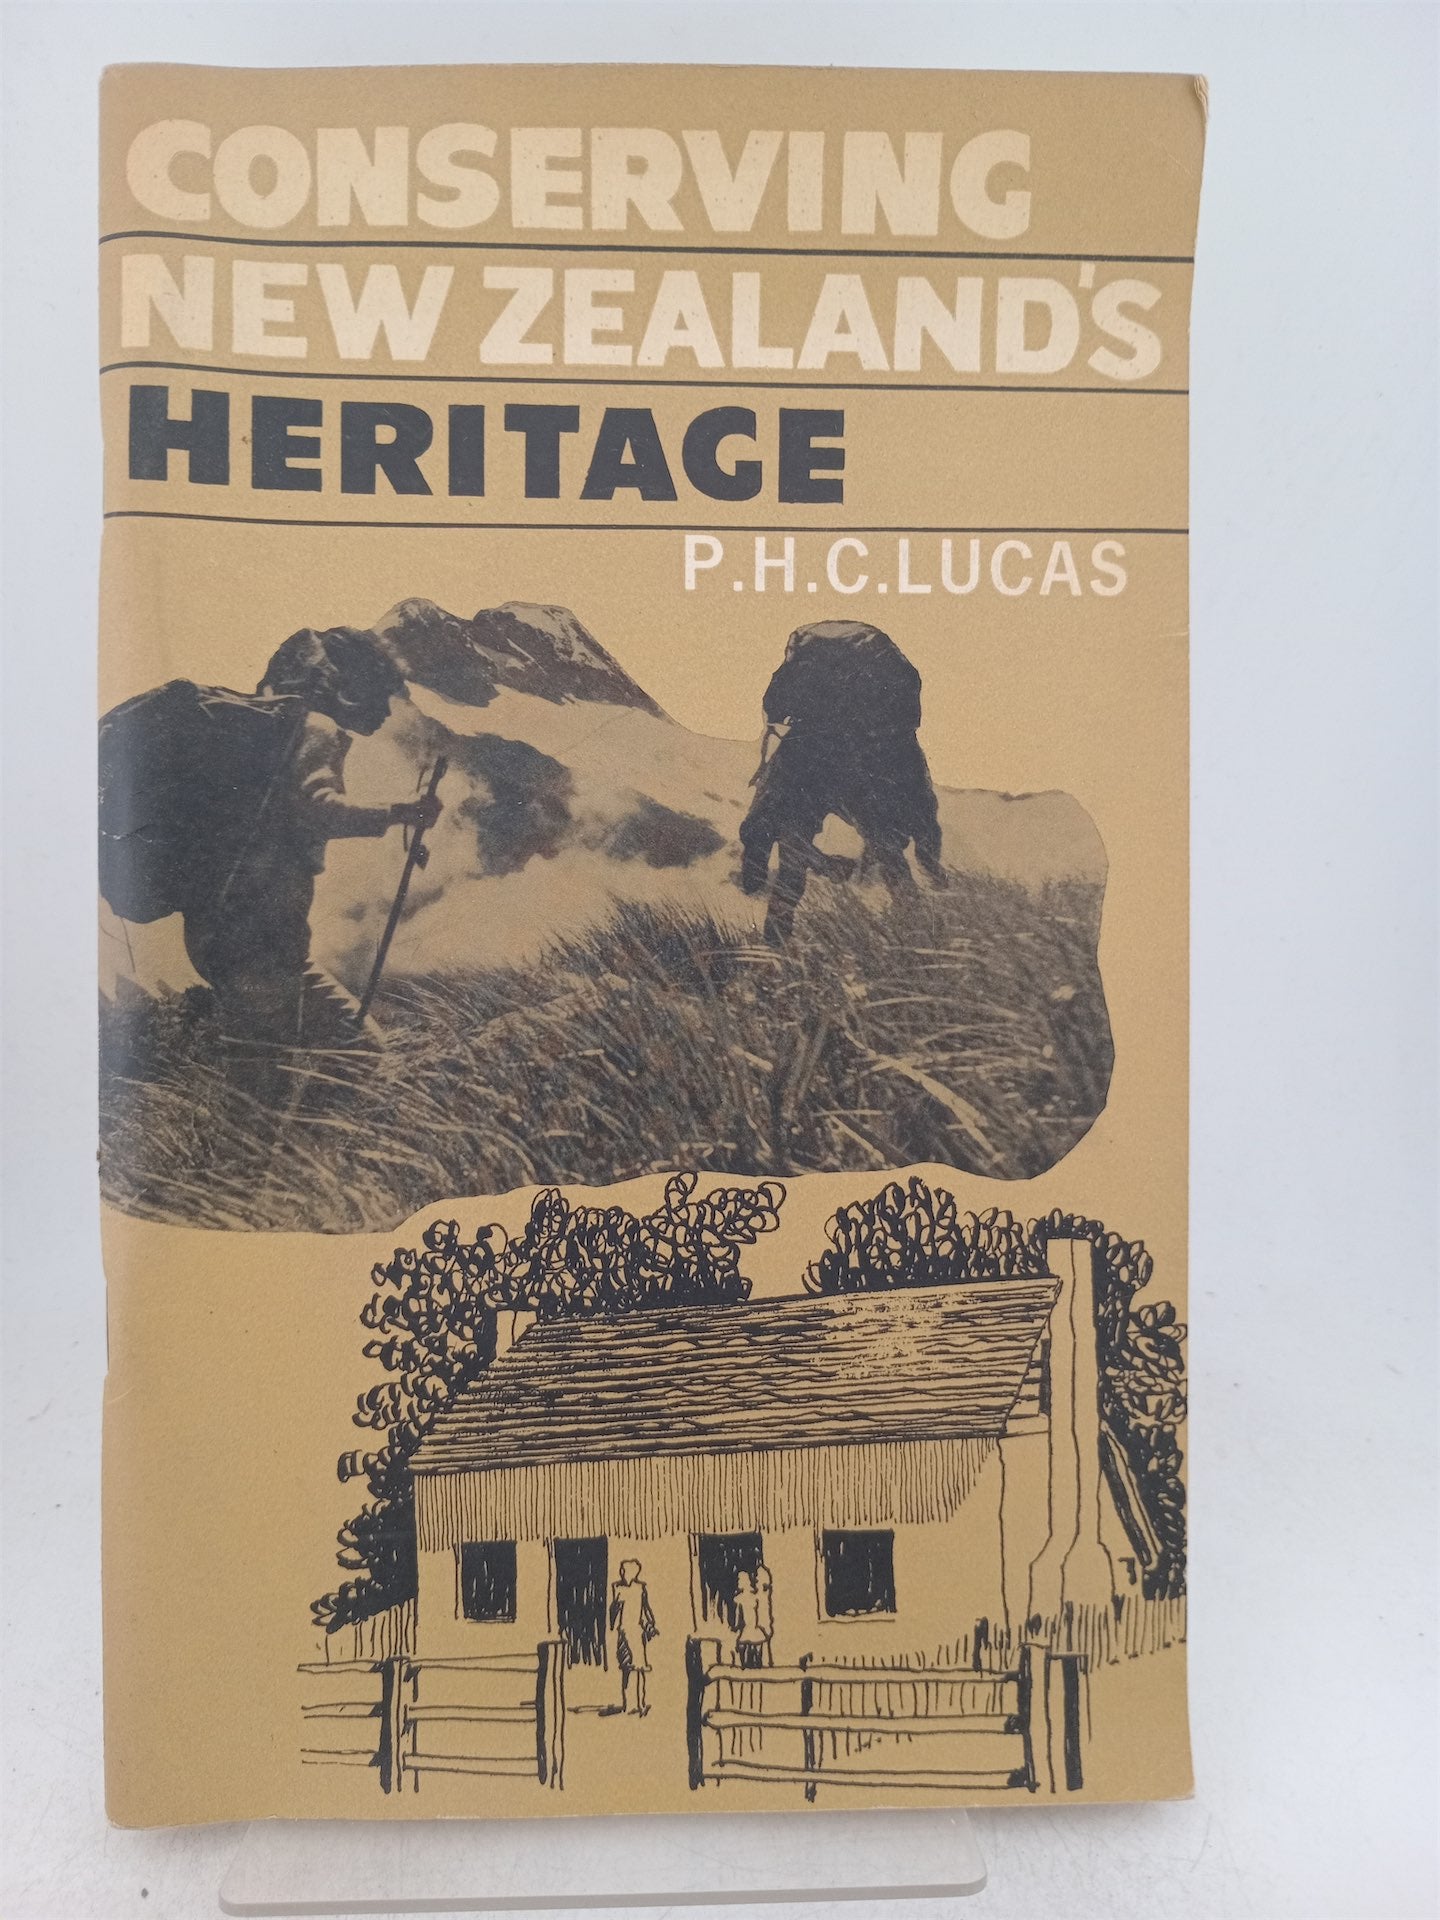 CONSERVING
NEW ZEALAND'S
HERITAGE
P.H.C.LUCAS